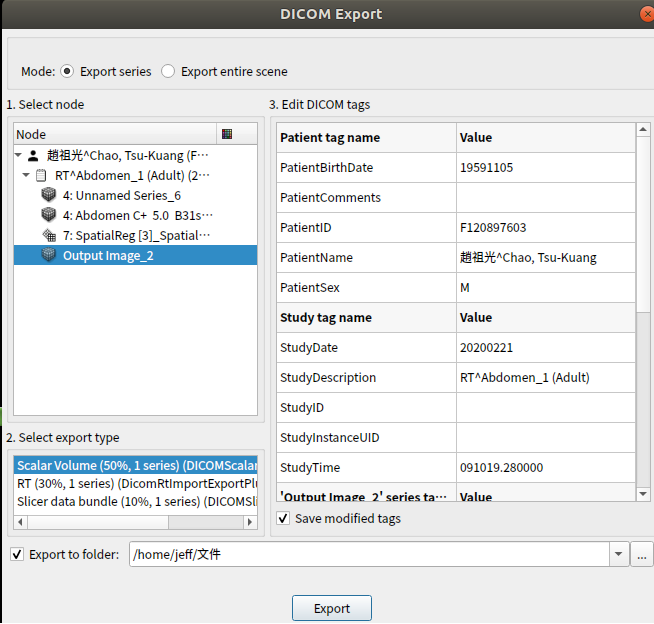 DICOM Export
Mode: Export series Export entire scene
1. Select node
Node
趙祖光^Chao, Tsu-Kuang (F⋯
RT^Abdomen_1 (Adult) (2⋯
4: Unnamed Series_6
4: Abdomen C+ 5.0 B31s⋯
7: SpatialReg [3]_Spatial⋯
Output Image_2
2. Select export type
Scalar Volume (50%, 1 series) (DICOMScalar
RT (30%, 1 series) (DicomRtImportExportPlu
Slicer data bundle (10%, 1 series) (DICOMSli
3. Edit DICOM tags
Patient tag name Value
PatientBirthDate 19591105
PatientComments
PatientID F120897603
PatientName 趙祖光^Chao, Tsu-Kuang
PatientSex M
Study tag name Value
StudyDate 20200221
StudyDescription RT^Abdomen_1 (Adult)
StudyID
StudyInstanceUID
StudyTime 091019.280000
'Output Image_2' series ta⋯ Value
Save modified tags
Export to folder: /home/jeff/文件 ...
Export